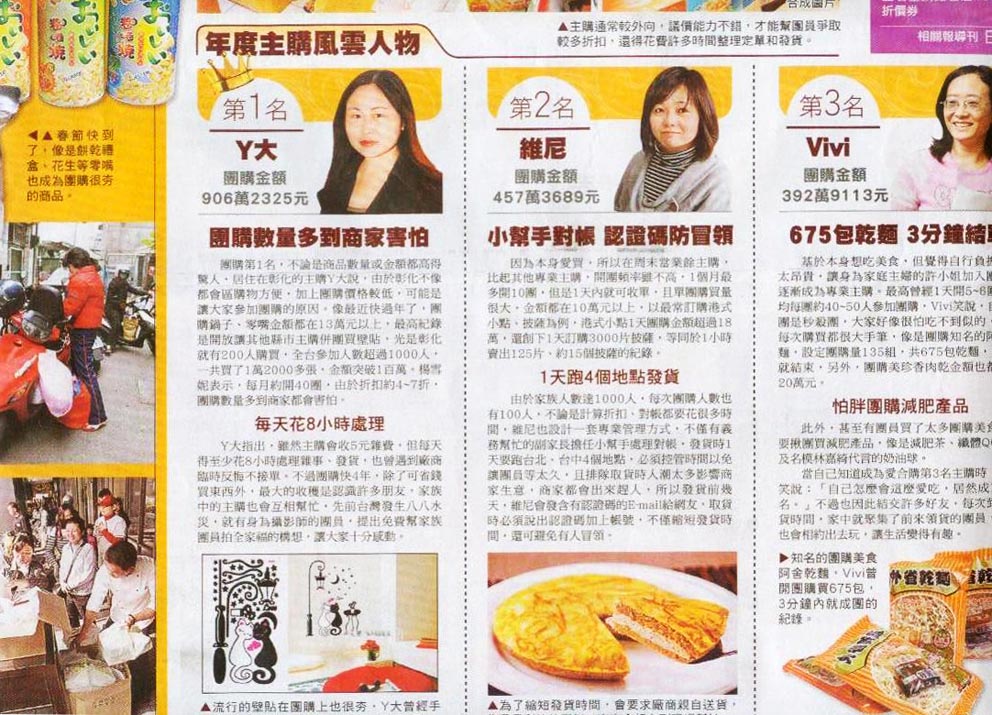 合成圖片
折價券
相關報導刊
▲主購通常較外向，議價能力不錯，才能幫團員爭取
較多折扣，還得花費許多時間整理定單和發貨。
年度主購風雲人物
◀▲春節快到
了，像是餅乾禮
盒、花生等零嘴
也成為團購很夯
的商品。
第1名
Y大
團購金額
906萬2325元
團購數量多到商家害怕
團購第1名，不論是商品數量或金額都高得
驚人，居住在彰化的主購Y大說，由於彰化不像
都會區購物方便，加上團購價格較低，可能是
讓大家參加團購的原因。像最近快過年了，團
購鍋子、零嘴金額都在13萬元以上，最高紀錄
是開放讓其他縣市主購併團買壁貼，光是彰化
就有200人購買，全台參加人數超過1000人，
一共買了1萬2000多張，金額突破1百萬。楊雪
妮表示，每月約開40團，由於折扣約4~7折，
團購數量多到商家都會害怕。
每天花8小時處理
Y大指出，雖然主購會收5元雜費，但每天
得至少花8小時處理雜事、發貨，也曾遇到廠商
臨時反悔不接單。不過團購快4年，除了可省錢
買東西外，最大的收穫是認識許多朋友，家族
中的主購也會互相幫忙，先前台灣發生八八水
災，就有身為攝影師的團員，提出免費幫家族
團員拍全家福的構想，讓大家十分感動。
▲流行的壁貼在團購上也很夯，Y大曾經手
第2名
維尼
團購金額
457萬3689元
小幫手對帳 認證碼防冒領
因為本身愛買，所以在周末當業餘主購，
比起其他專業主購，開團頻率雖不高，1個月最
多開10團，但是1天內就可收單，且單團購買量
很大，金額都在10萬元以上，以最常訂購港式
小點、披薩為例，港式小點1天團購金額超過18
萬，還創下1天訂購3000片披薩，等同於1小時
賣出125片，約15個披薩的紀錄。
1天跑4個地點發貨
由於家族人數達1000人，每次團購人數也
有100人，不論是計算折扣、對帳都要花很多時
間，維尼也設計一套專業管理方式，不僅有義
務幫忙的副家長擔任小幫手處理對帳，發貨時1
天要跑台北、台中4個地點，必須控管時間以免
讓團員等太久，且排隊取貨時人潮太多影響商
家生意，商家都會出來趕人，所以發貨前幾
天，維尼會發含有認證碼的E-mail給網友，取貨
時必須說出認證碼加上帳號，不僅縮短發貨時
間，還可避免有人冒領。
▲為了縮短發貨時間，會要求廠商親自送貨，
第3名
Vivi
團購金額
392萬9113元
675包乾麵 3分鐘結
基於本身想吃美食，但覺得自行負擔
太昂貴，讓身為家庭主婦的許小姐加入團
逐漸成為專業主購。最高曾經1天開5~6團
均每團約40~50人參加團購，Vivi笑說，自
團是秒殺團，大家好像很怕吃不到似的，
每次購買都很大手筆，像是團購知名的阿
麵，設定團購量135組，共675包乾麵，
就結束，另外，團購美珍香肉乾金額也都
20萬元。
怕胖團購減肥產品
此外，甚至有團員買了太多團購美食
要揪團買減肥產品，像是減肥茶、纖體Q
及名模林嘉綺代言的奶油球。
當自己知道成為愛合購第3名主購時
笑說：「自己怎麼會這麼愛吃，居然成了
名。」不過也因此結交許多好友，每次到
貨時間，家中就聚集了前來領貨的團員，
也會相約出去玩，讓生活變得有趣。
▶知名的團購美食
阿舍乾麵，Vivi曾
開團購買675包，
3分鐘內就成團的
紀錄。
外省乾麵